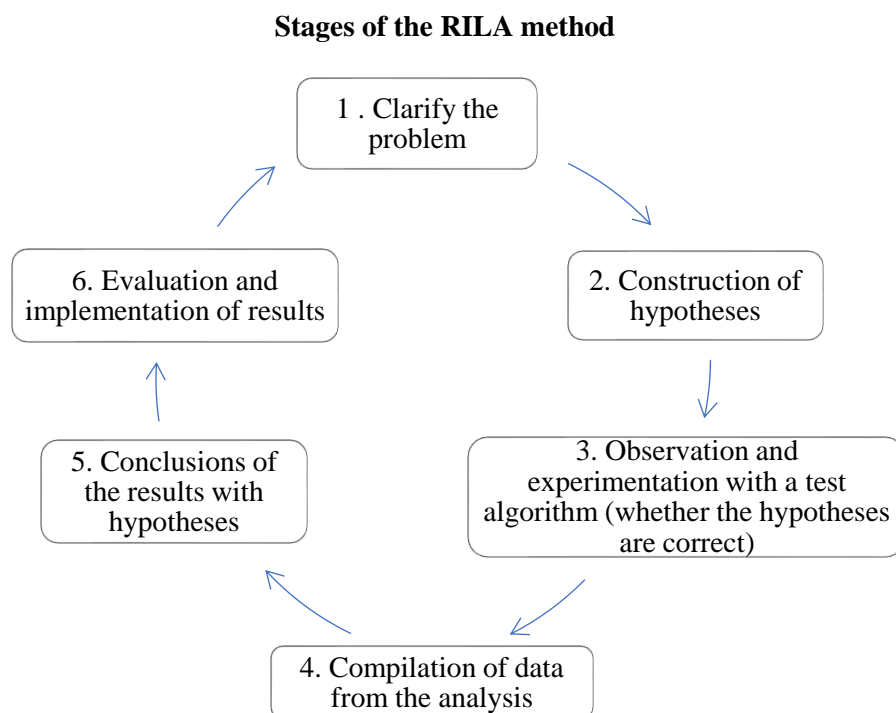 Stages of the RILA method
1 . Clarify the
problem
2. Construction of
hypotheses
3. Observation and
experimentation with a test
algorithm (whether the hypotheses
are correct)
4. Compilation of data
from the analysis
5. Conclusions of
the results with
hypotheses
6. Evaluation and
implementation of results